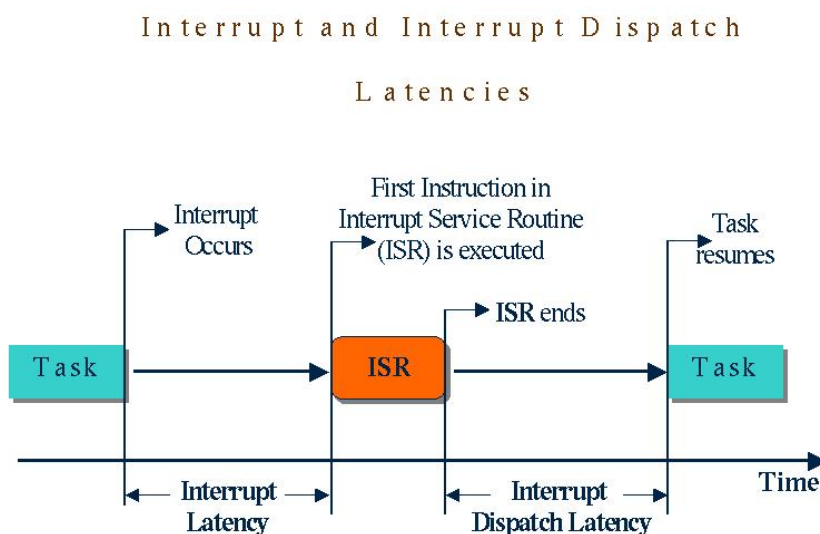 Interrupt and Interrupt Dispatch
Latencies
Interrupt
Occurs
First Instruction in
Interrupt Service Routine
(ISR) is executed
Task
resumes
ISR ends
Task
ISR
Task
Time
Interrupt
Latency
Interrupt
Dispatch Latency